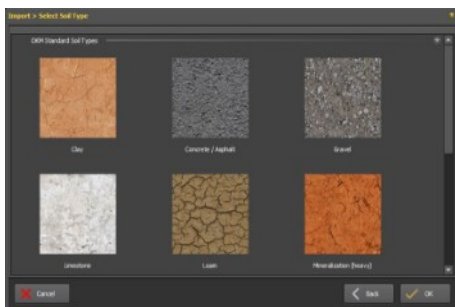 Import > Select Soil Type
OKM Standard Soil Types
Clay
Concrete / Asphalt
Gravel
Limestone
Loam
Mineralization (heavy)
Cancel
Back
OK